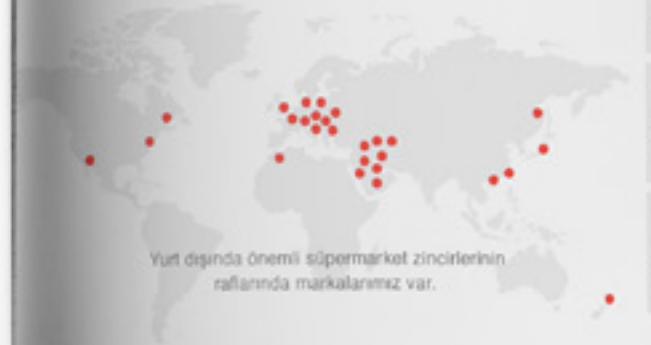 Yurt dışında önemli süpermarket zincirlerinin
raflarında markalarımız var.